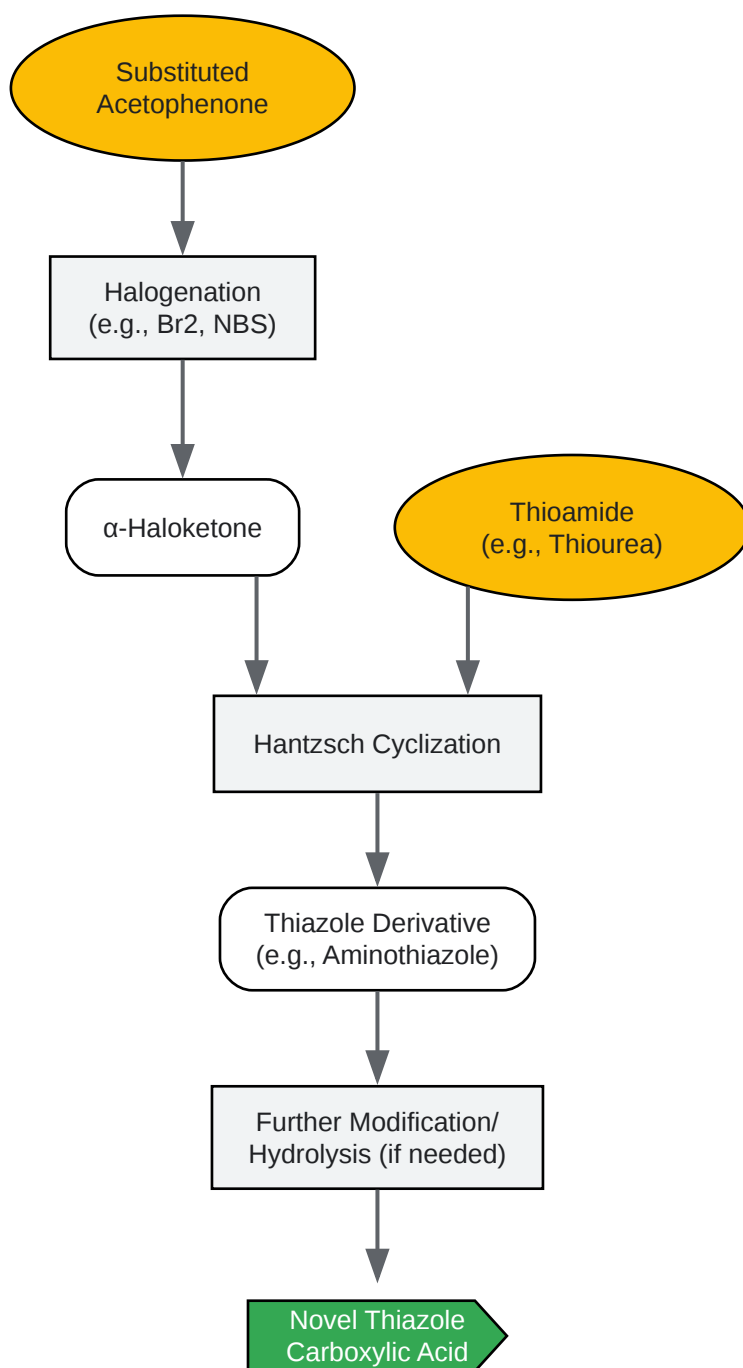 Substituted
Acetophenone
Halogenation
(e.g., Br2, NBS)
α-Haloketone
Thioamide
(e.g., Thiourea)
Hantzsch Cyclization
Thiazole Derivative
(e.g., Aminothiazole)
Further Modification/
Hydrolysis (if needed)
Novel Thiazole
Carboxylic Acid